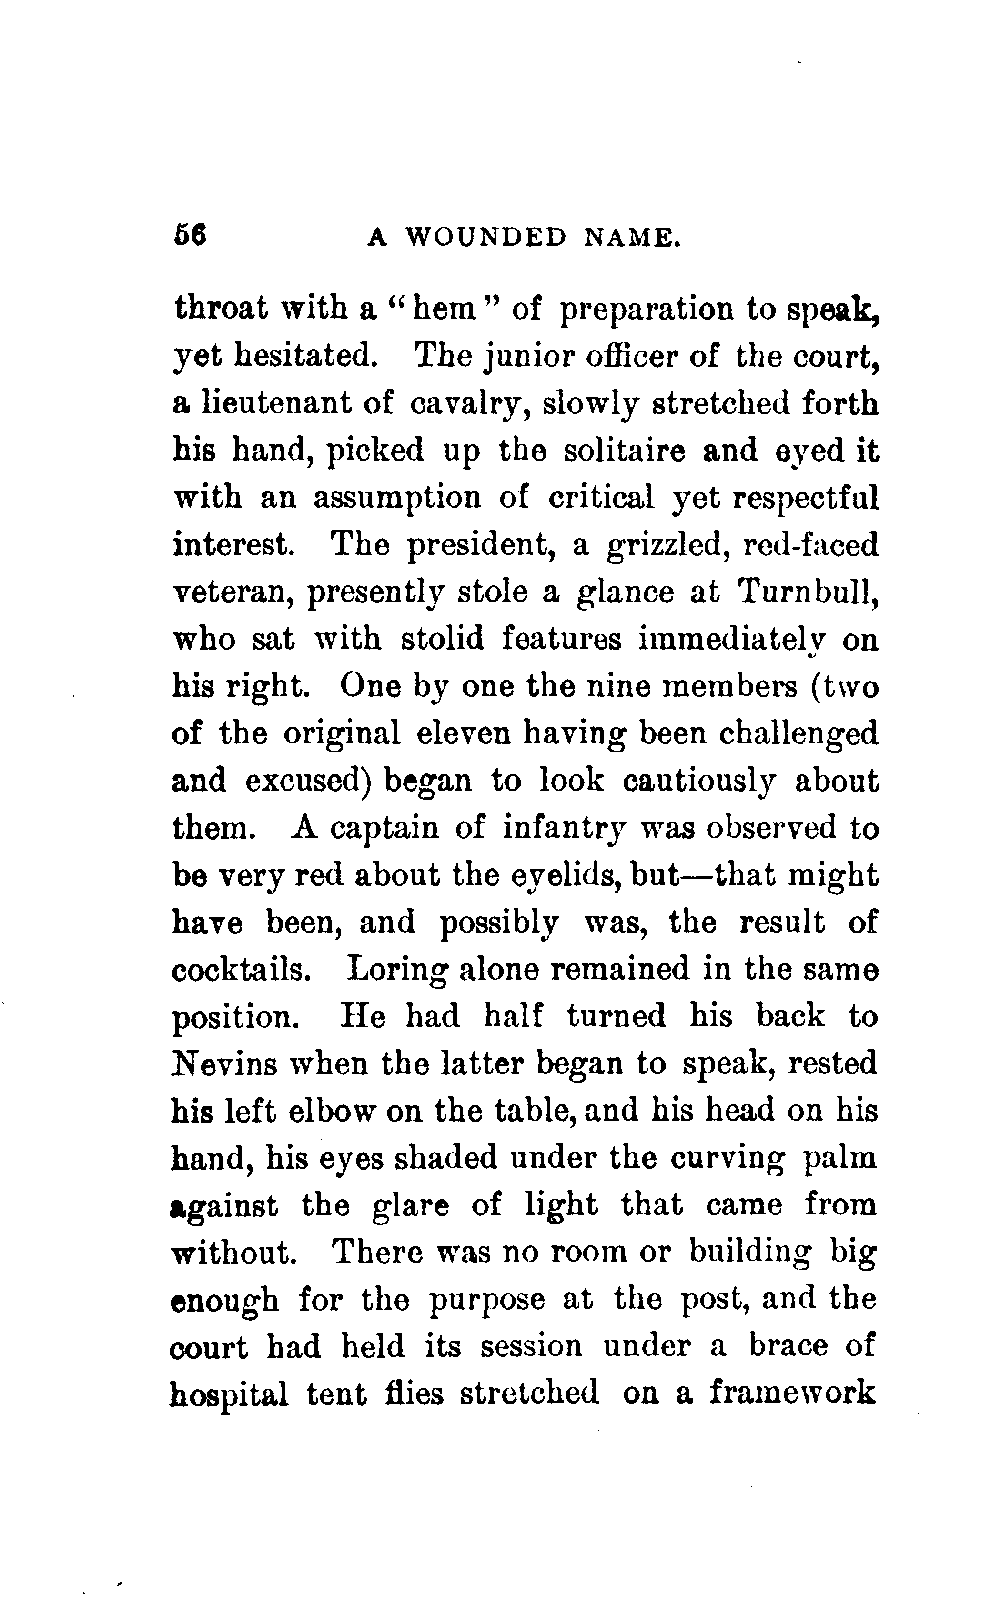 56 A WOUNDED NAME.
throat with a “hem” of preparation to speak,
yet hesitated. The junior officer of the court,
a lieutenant of cavalry, slowly stretched forth
his hand, picked up the solitaire and eyed it
with an assumption of critical yet respectful
interest. The president, a grizzled, red-faced
veteran, presently stole a glance at Turnbull,
who sat with stolid features immediately on
his right. One by one the nine members (two
of the original eleven having been challenged
and excused) began to look cautiously about
them. A captain of infantry was observed to
be very red about the eyelids, but—that might
have been, and possibly was, the result of
cocktails. Loring alone remained in the same
position. He had half turned his back to
Nevins when the latter began to speak, rested
his left elbow on the table, and his head on his
hand, his eyes shaded under the curving palm
against the glare of light that came from
without. There was no room or building big
enough for the purpose at the post, and the
court had held its session under a brace of
hospital tent flies stretched on a framework